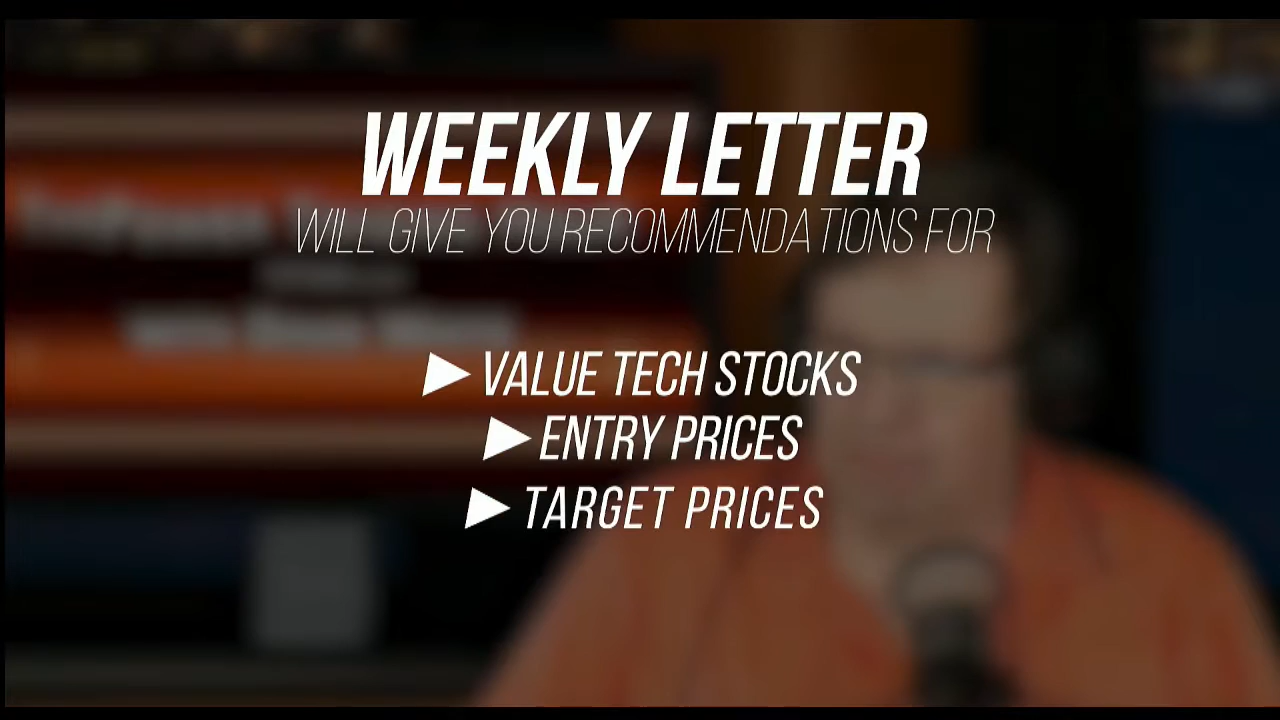 WEEKLY LETTER
WILL GIVE YOU RECOMMENDATIONS FOR
▶ VALUE TECH STOCKS
▶ ENTRY PRICES
▶ TARGET PRICES